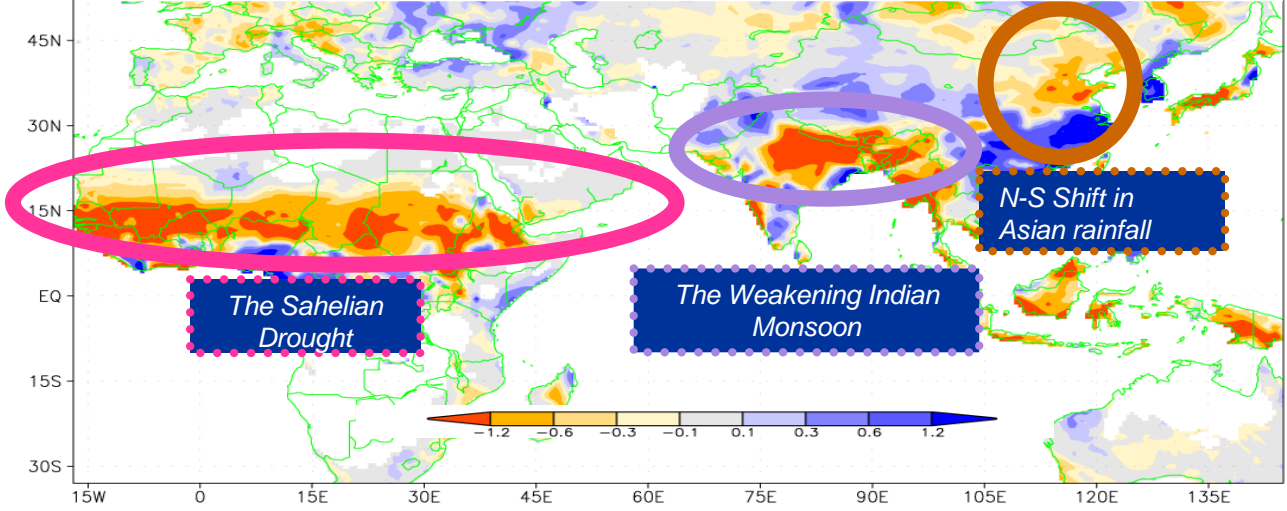 45N
30N
15N
EQ
15S
30S
N-S Shift in
Asian rainfall
The Sahelian
Drought
The Weakening Indian
Monsoon
−1.2 −0.6 −0.3 −0.1 0.1 0.3 0.6 1.2
15W 0 15E 30E 45E 60E 75E 90E 105E 120E 135E